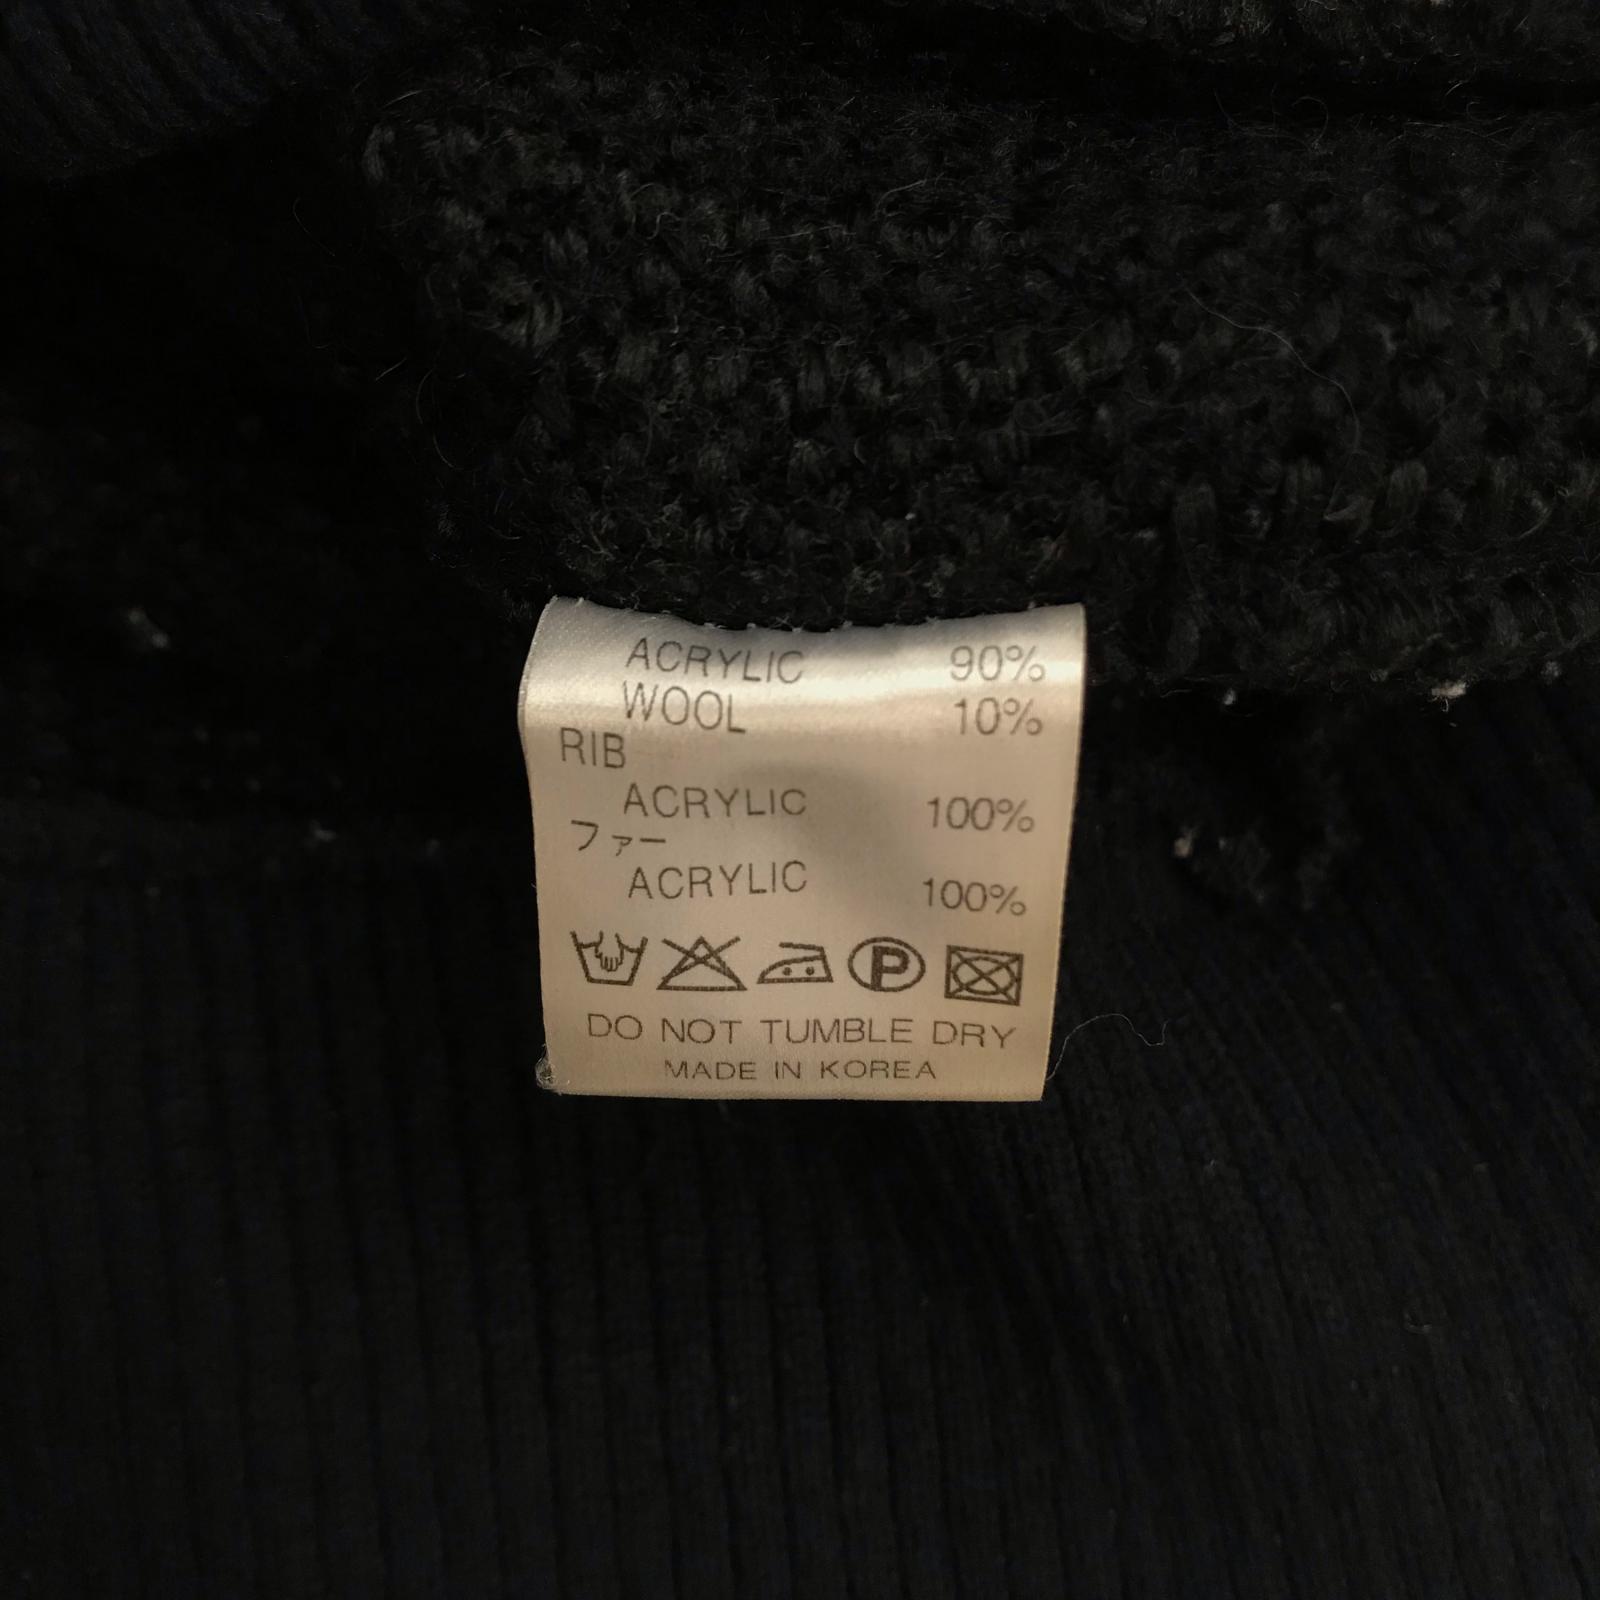 ACRYLIC 90%
WOOL 10%
RIB
ACRYLIC 100%
ファー
ACRYLIC 100%
P
DO NOT TUMBLE DRY
MADE IN KOREA